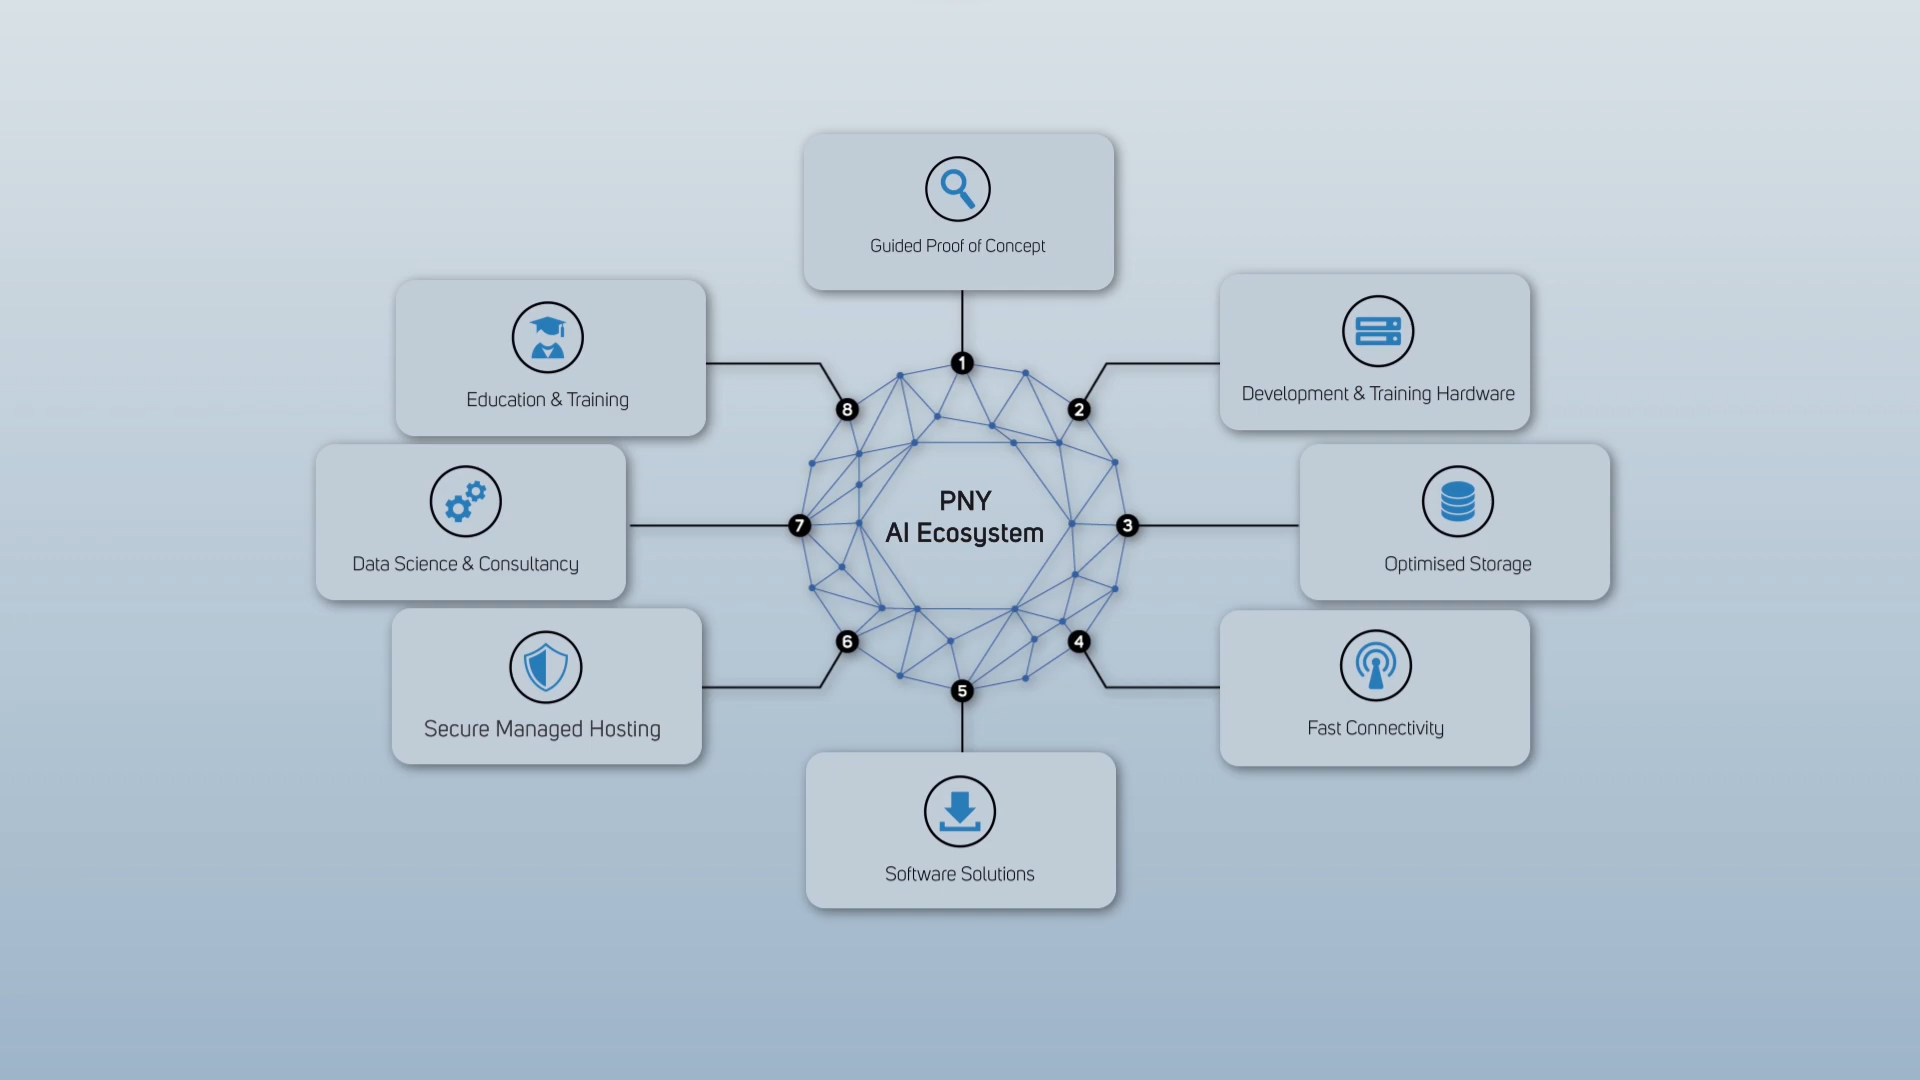 Guided Proof of Concept
1
Development & Training Hardware
2
Optimised Storage
3
Fast Connectivity
4
Software Solutions
5
Secure Managed Hosting
6
Data Science & Consultancy
7
Education & Training
8
PNY
AI Ecosystem